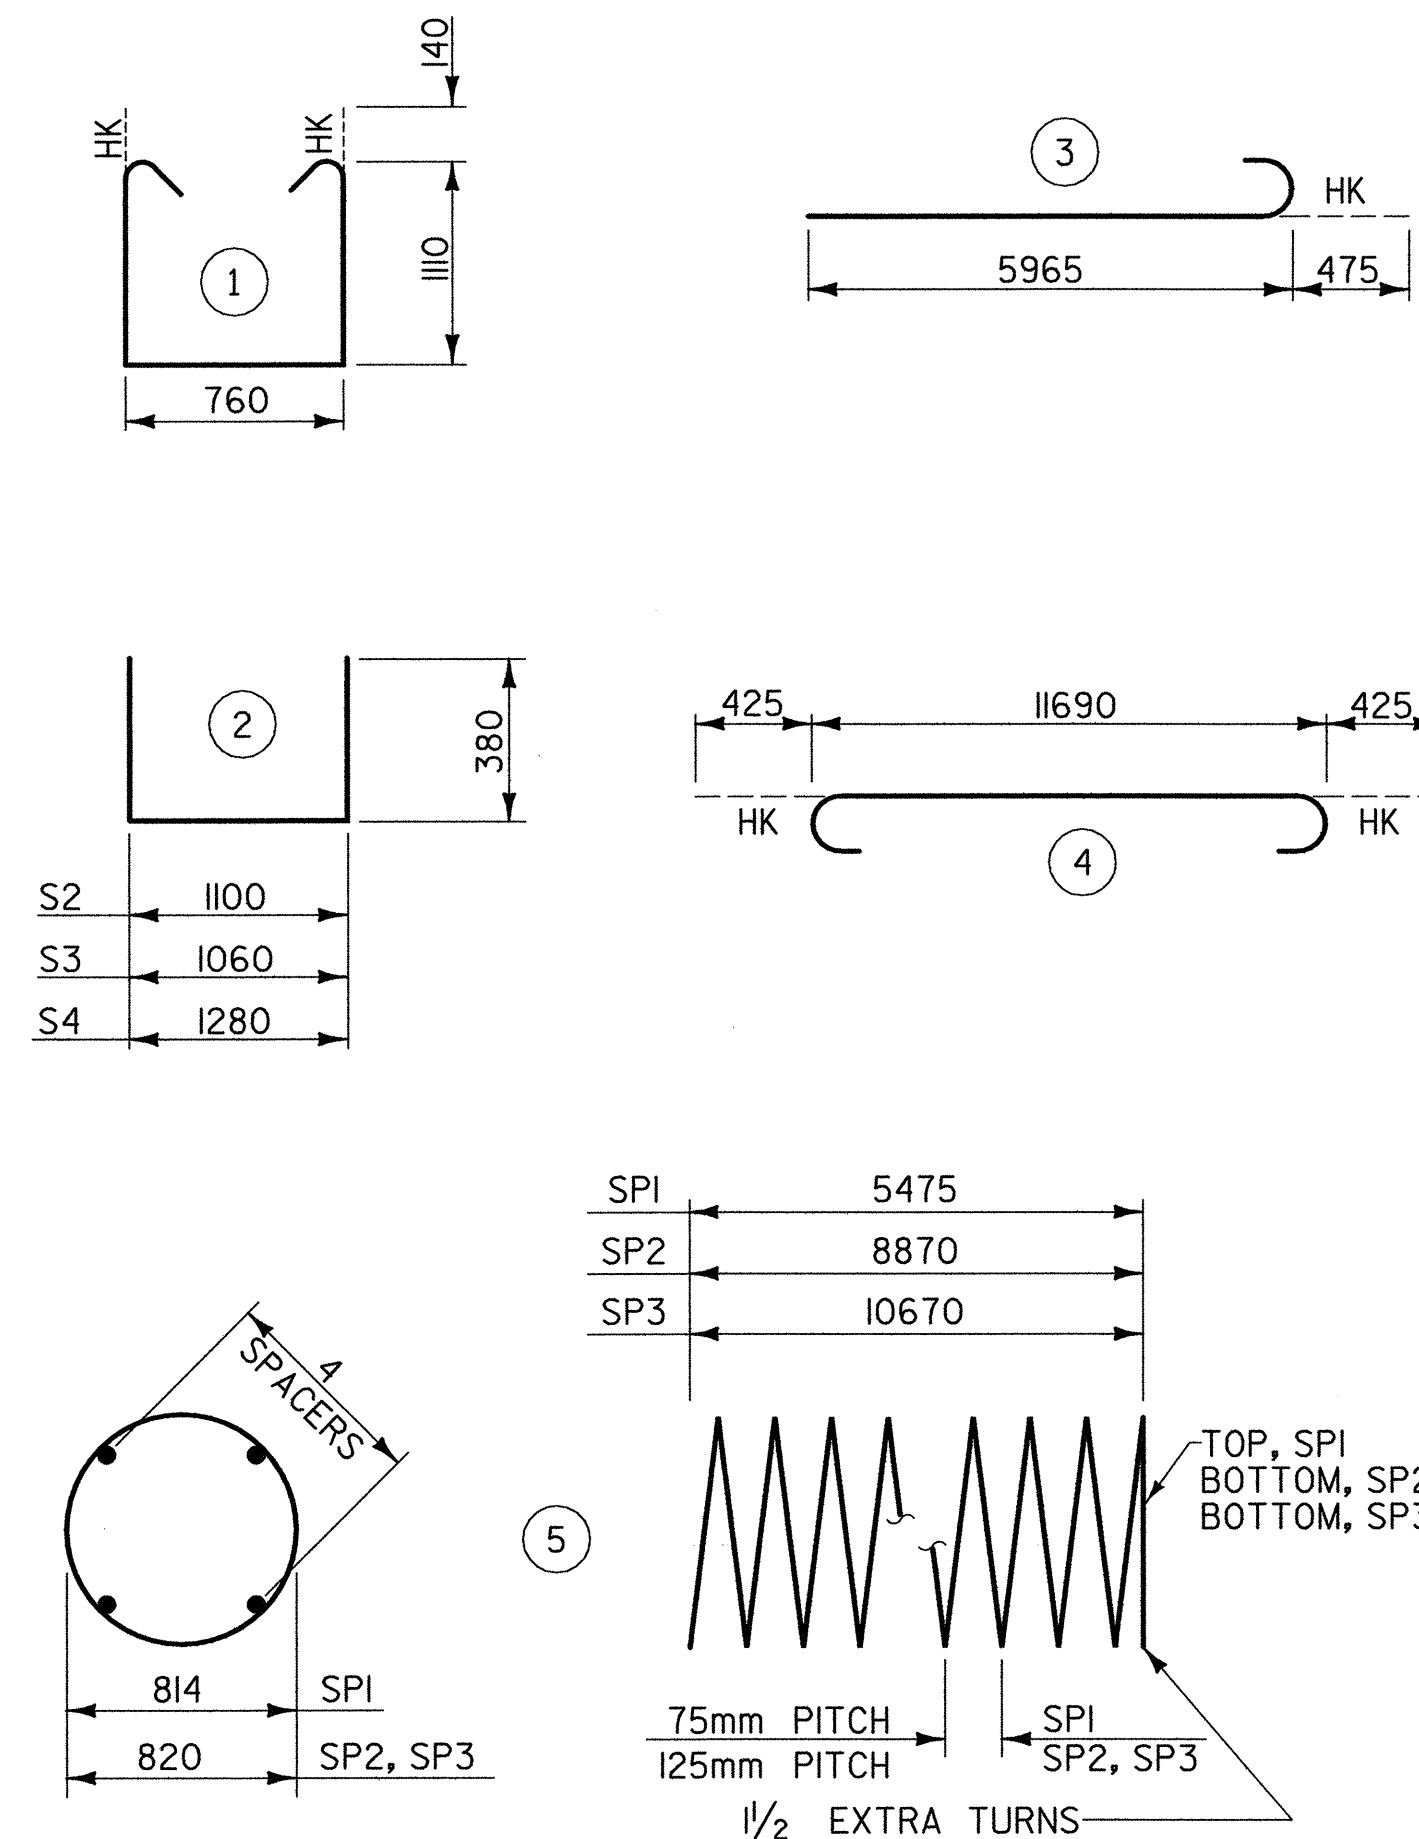 140
HK
HK
1110
1
760
3
HK
5965
475
2
380
S2
1100
S3
1060
S4
1280
425
11690
425
HK
HK
4
SP1
5475
SP2
8870
SP3
10670
4
SPACERS
5
TOP, SP1
BOTTOM, SP2
BOTTOM, SP3
814
SP1
820
SP2, SP3
75mm PITCH
SP1
125mm PITCH
SP2, SP3
1 1/2 EXTRA TURNS